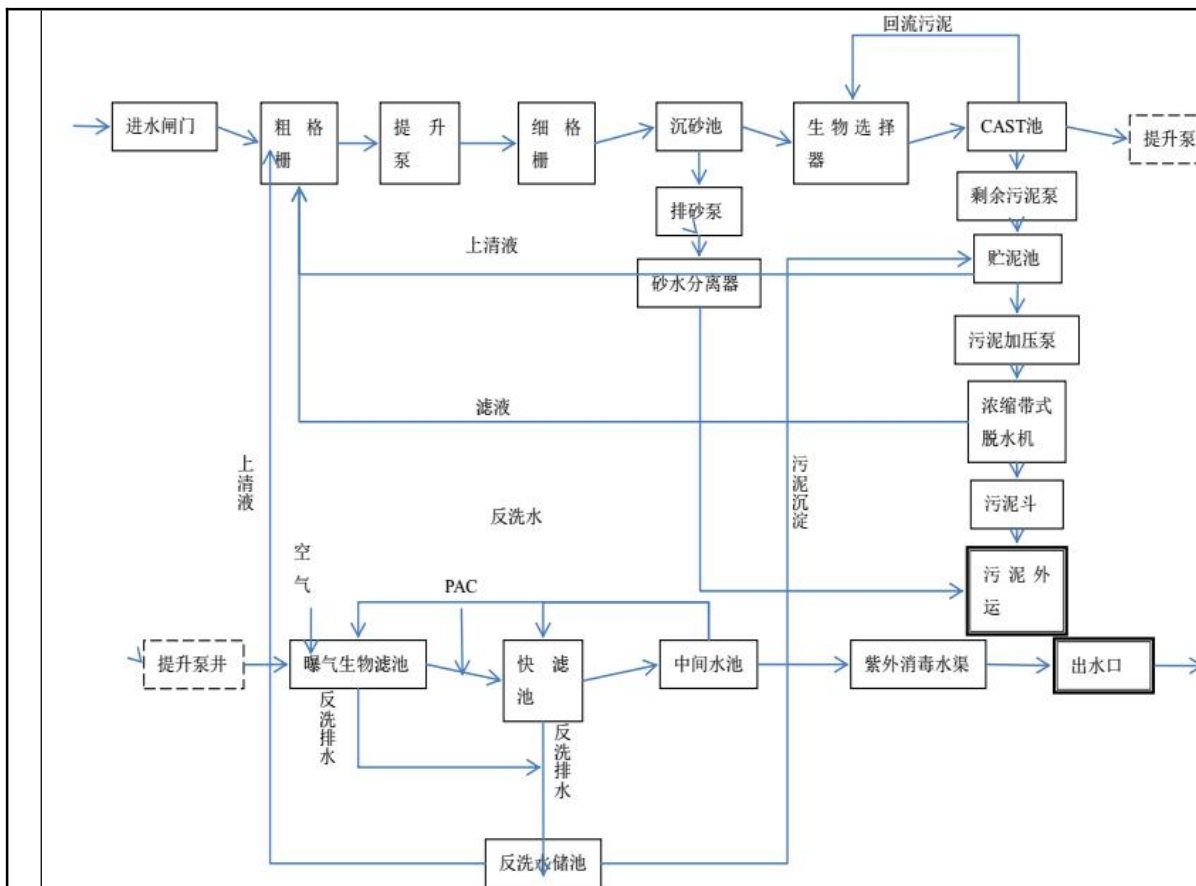 回流污泥
进水闸门
粗格
栅
提升
泵
细格
栅
沉砂池
生物选择
器
CAST池
提升泵
排砂泵
剩余污泥泵
上清液
砂水分离器
贮泥池
污泥加压泵
滤液
浓缩带式
脱水机
上清液
污泥沉淀
反洗水
污泥斗
空
气
PAC
污泥外
运
提升泵井
曝气生物滤池
快滤
池
中间水池
紫外消毒水渠
出水口
反洗排水
反洗排水
反洗水储池